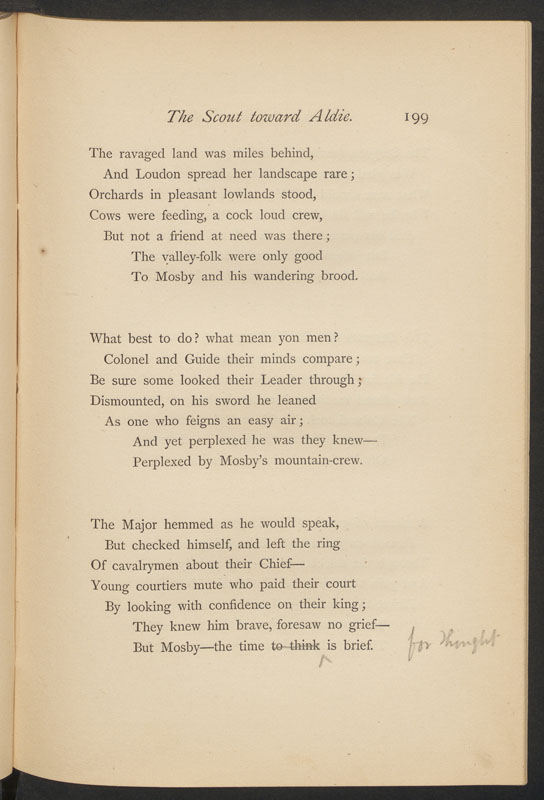 The Scout toward Aldie. 199
The ravaged land was miles behind,
And Loudon spread her landscape rare;
Orchards in pleasant lowlands stood,
Cows were feeding, a cock loud crew,
But not a friend at need was there;
The valley-folk were only good
To Mosby and his wandering brood.
What best to do? what mean yon men?
Colonel and Guide their minds compare;
Be sure some looked their Leader through;
Dismounted, on his sword he leaned
As one who feigns an easy air;
And yet perplexed he was they knew—
Perplexed by Mosby's mountain-crew.
The Major hemmed as he would speak,
But checked himself, and left the ring
Of cavalrymen about their Chief—
Young courtiers mute who paid their court
By looking with confidence on their king;
They knew him brave, foresaw no grief—
But Mosby—the time to think is brief. for thought